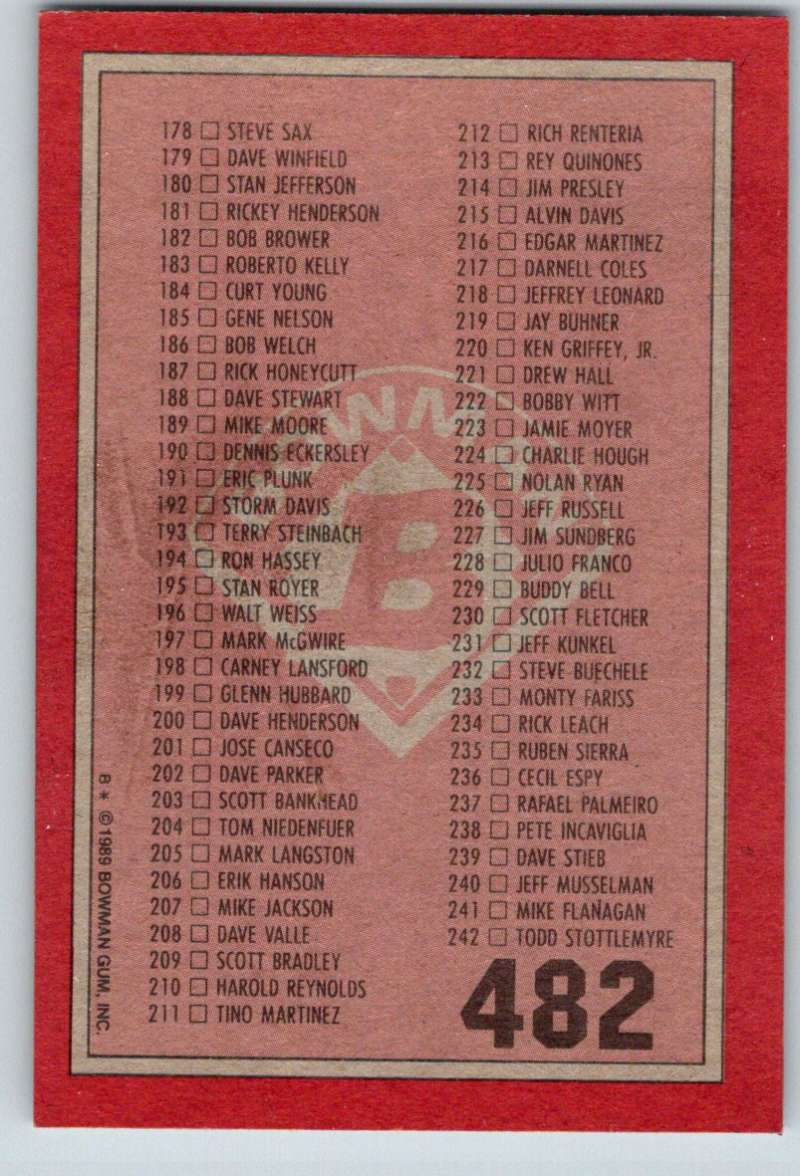 178 □ STEVE SAX
179 □ DAVE WINFIELD
180 □ STAN JEFFERSON
181 □ RICKEY HENDERSON
182 □ BOB BROWER
183 □ ROBERTO KELLY
184 □ CURT YOUNG
185 □ GENE NELSON
186 □ BOB WELCH
187 □ RICK HONEYCUTT
188 □ DAVE STEWART
189 □ MIKE MOORE
190 □ DENNIS ECKERSLEY
191 □ ERIC PLUNK
192 □ STORM DAVIS
193 □ TERRY STEINBACH
194 □ RON HASSEY
195 □ STAN ROYER
196 □ WALT WEISS
197 □ MARK McGWIRE
198 □ CARNEY LANSFORD
199 □ GLENN HUBBARD
200 □ DAVE HENDERSON
201 □ JOSE CANSECO
202 □ DAVE PARKER
203 □ SCOTT BANKHEAD
204 □ TOM NIEDENFUER
205 □ MARK LANGSTON
206 □ ERIK HANSON
207 □ MIKE JACKSON
208 □ DAVE VALLE
209 □ SCOTT BRADLEY
210 □ HAROLD REYNOLDS
211 □ TINO MARTINEZ
212 □ RICH RENTERIA
213 □ REY QUINONES
214 □ JIM PRESLEY
215 □ ALVIN DAVIS
216 □ EDGAR MARTINEZ
217 □ DARNELL COLES
218 □ JEFFREY LEONARD
219 □ JAY BUHNER
220 □ KEN GRIFFEY, JR.
221 □ DREW HALL
222 □ BOBBY WITT
223 □ JAMIE MOYER
224 □ CHARLIE HOUGH
225 □ NOLAN RYAN
226 □ JEFF RUSSELL
227 □ JIM SUNDBERG
228 □ JULIO FRANCO
229 □ BUDDY BELL
230 □ SCOTT FLETCHER
231 □ JEFF KUNKEL
232 □ STEVE BUECHELE
233 □ MONTY FARISS
234 □ RICK LEACH
235 □ RUBEN SIERRA
236 □ CECIL ESPY
237 □ RAFAEL PALMEIRO
238 □ PETE INCAVIGLIA
239 □ DAVE STIEB
240 □ JEFF MUSSELMAN
241 □ MIKE FLANAGAN
242 □ TODD STOTTLEMYRE
482
B * © 1989 BOWMAN GUM, INC.
B